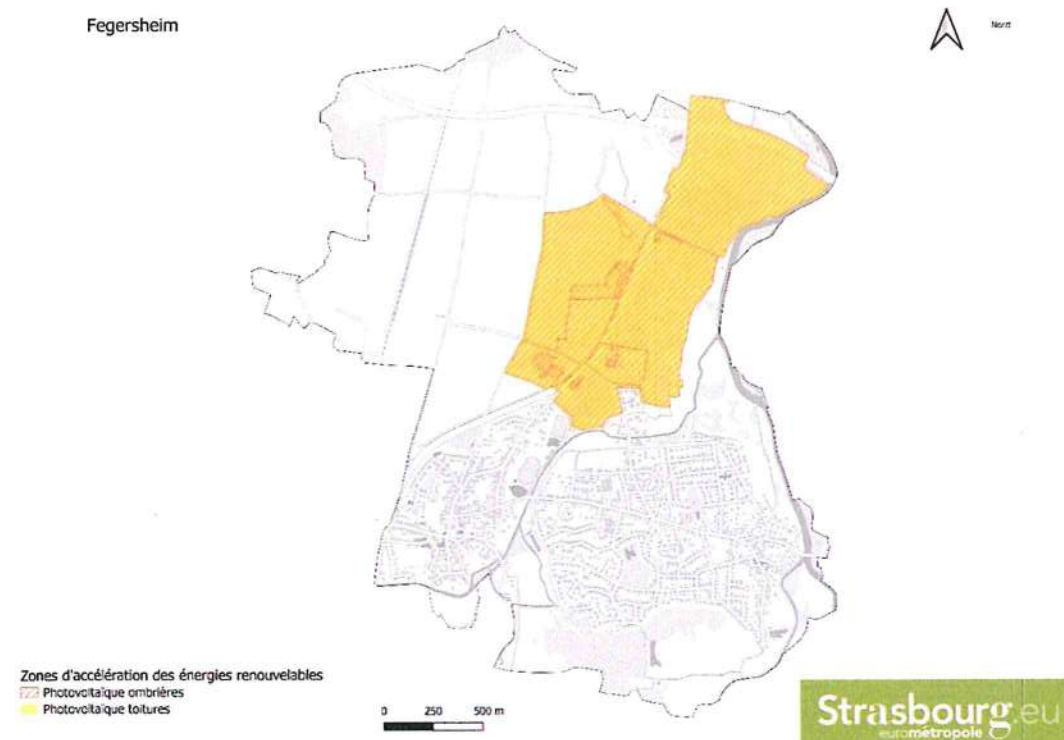 Fegersheim
Nord
Zones d'accélération des énergies renouvelables
Photovoltaïque ombrières
Photovoltaïque toitures
0 250 500 m
Strasbourg.eu
eurométropole